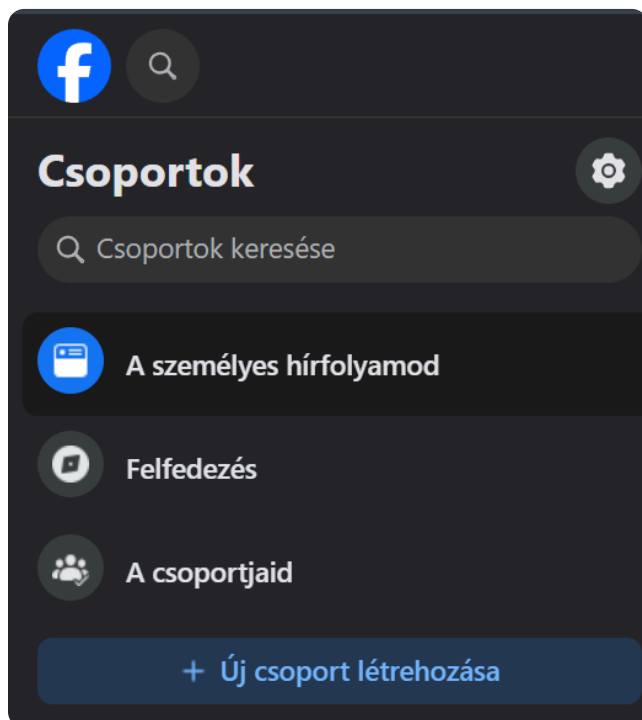 Csoportok
Csoportok keresése
A személyes hírfolyamod
Felfedezés
A csoportjaid
+ Új csoport létrehozása